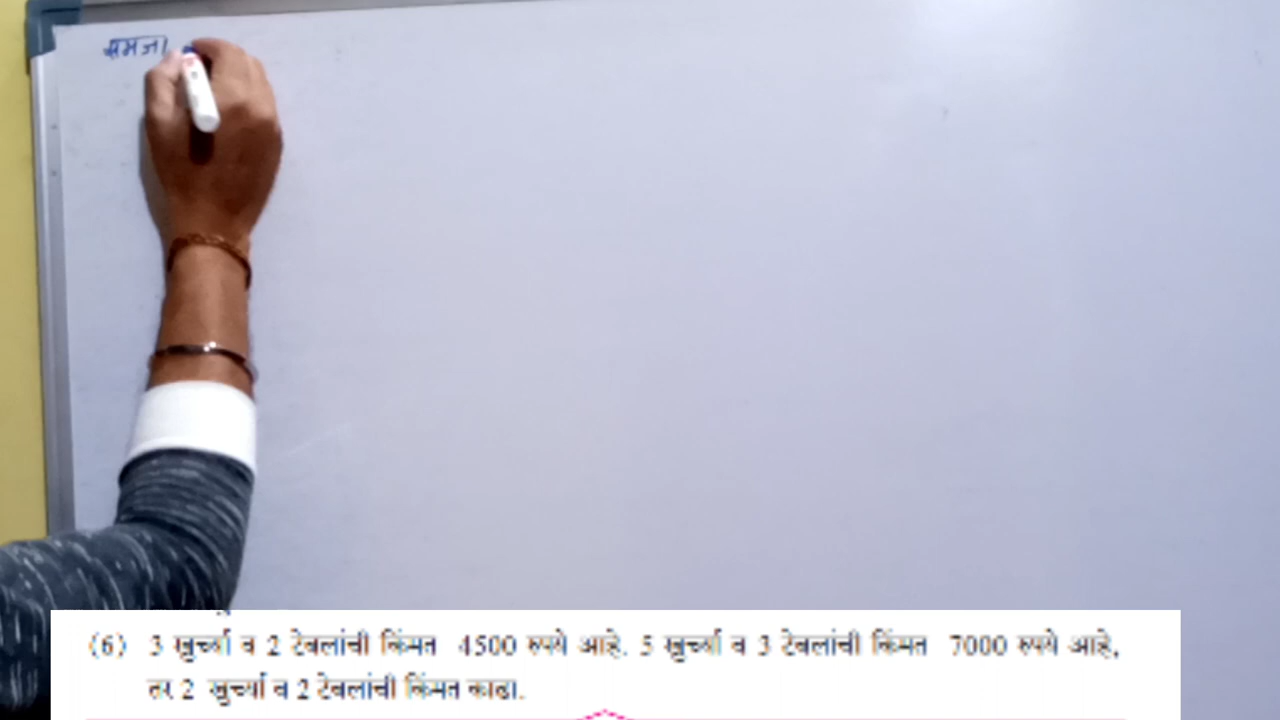 समजा
(6) 3 खुर्च्या व 2 टेबलांची किंमत 4500 रुपये आहे. 5 खुर्च्या व 3 टेबलांची किंमत 7000 रुपये आहे,
तर 2 खुर्च्या व 2 टेबलांची किंमत काढा.